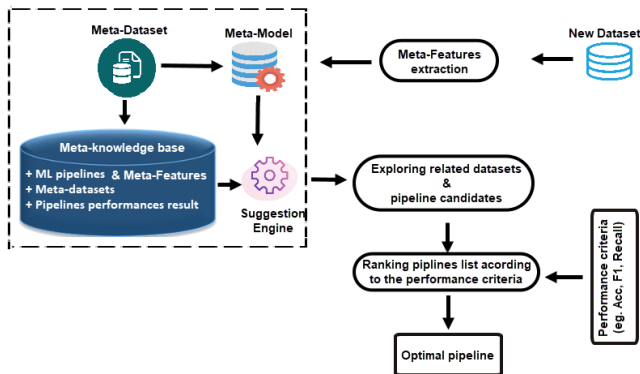 Meta-Dataset
Meta-Model
New Dataset
Meta-Features
extraction
Meta-knowledge base
+ ML pipelines & Meta-Features
+ Meta-datasets
+ Pipelines performances result
Suggestion
Engine
Exploring related datasets
&
pipeline candidates
Ranking piplines list acording
to the performance criteria
Performance criteria
(eg. Acc, F1, Recall)
Optimal pipeline